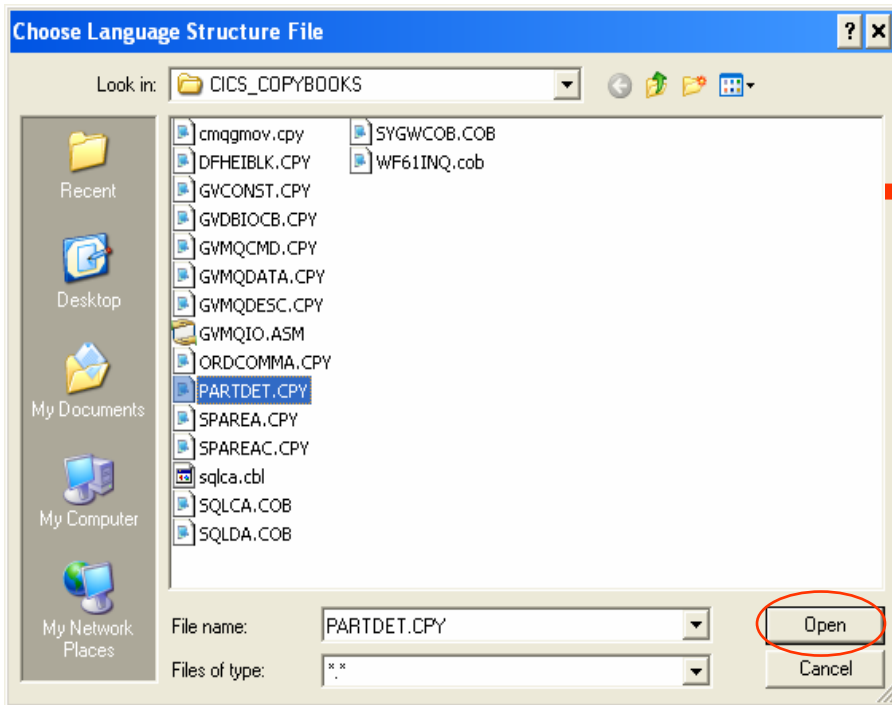 Choose Language Structure File
Look in: CICS_COPYBOOKS
Recent
Desktop
My Documents
My Computer
My Network
Places
cmqgmov.cpy
DFHEIBLK.CPY
GVCONST.CPY
GVDBIOCB.CPY
GVMQCMD.CPY
GVMQDATA.CPY
GVMQDESC.CPY
GVMQIO.ASM
ORDCOMMA.CPY
PARTDET.CPY
SPAREA.CPY
SPAREAC.CPY
sqlca.cbl
SQLCA.COB
SQLDA.COB
SYGWCOB.COB
WF61INQ.cob
File name: PARTDET.CPY Open
Files of type: *.* Cancel